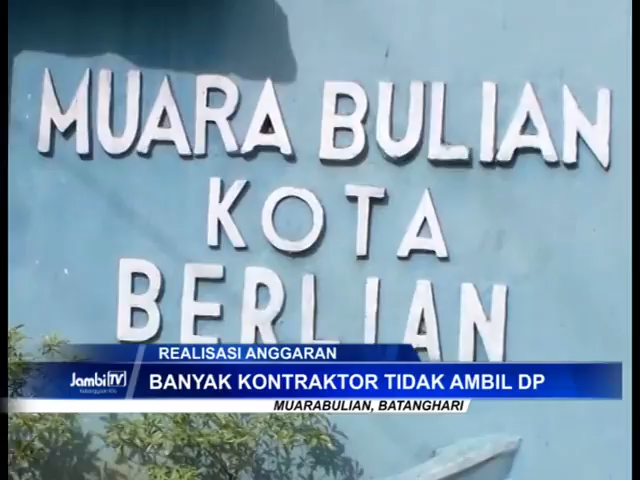 MUARA BULIAN
KOTA
BERLIAN
REALISASI ANGGARAN
JambiTV
BANYAK KONTRAKTOR TIDAK AMBIL DP
MUARABULIAN, BATANGHARI